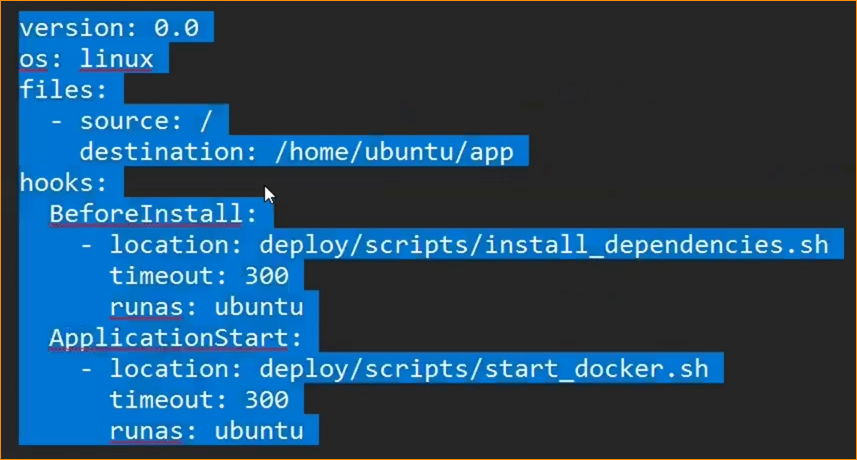 version: 0.0
os: linux
files:
  - source: /
    destination: /home/ubuntu/app
hooks:
  BeforeInstall:
    - location: deploy/scripts/install_dependencies.sh
      timeout: 300
      runas: ubuntu
  ApplicationStart:
    - location: deploy/scripts/start_docker.sh
      timeout: 300
      runas: ubuntu